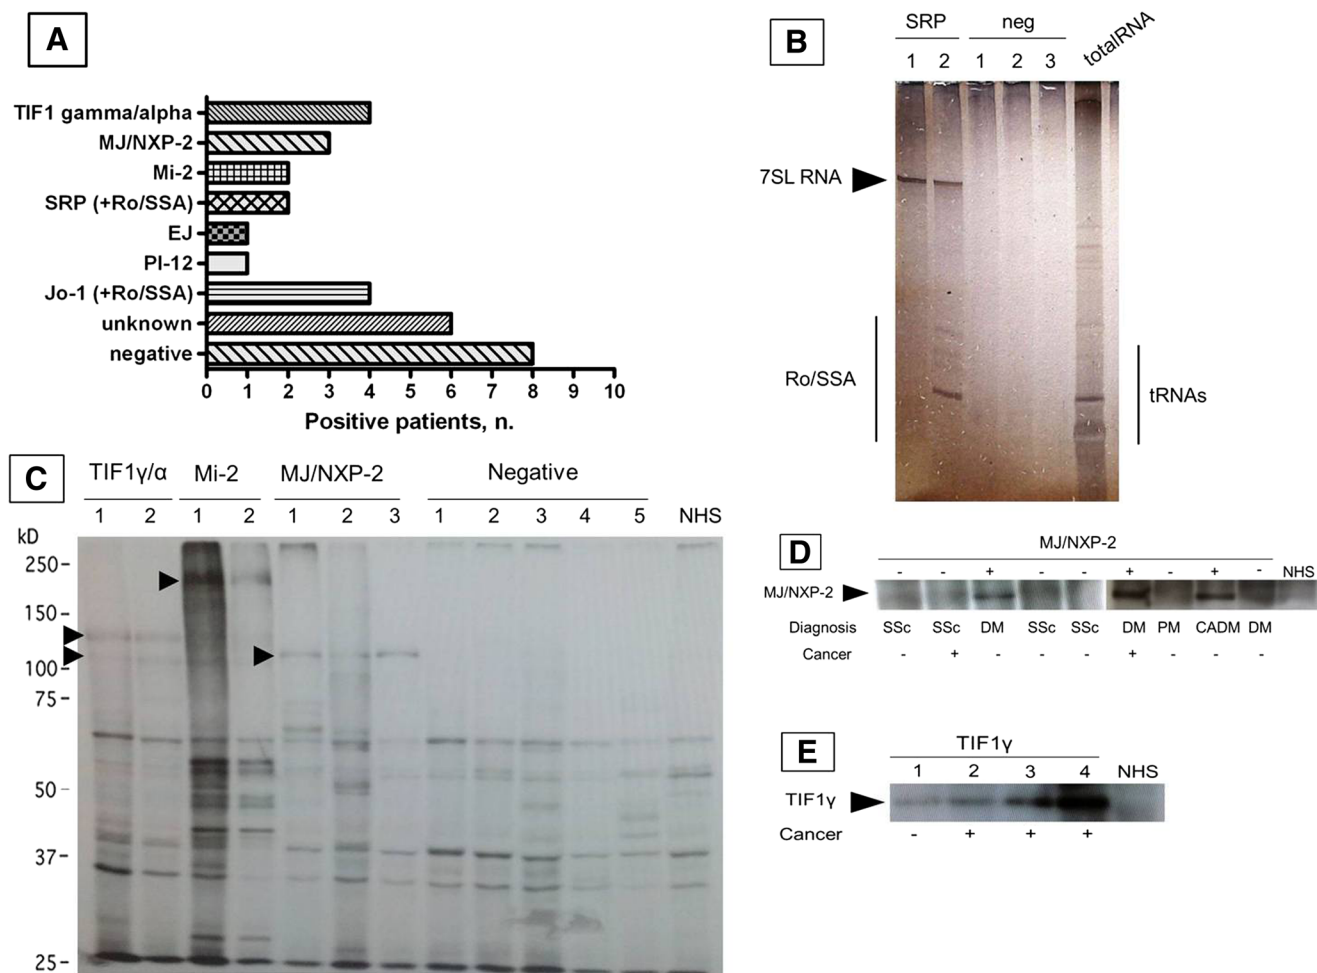 A
TIF1 gamma/alpha
MJ/NXP-2
Mi-2
SRP (+Ro/SSA)
EJ
PI-12
Jo-1 (+Ro/SSA)
unknown
negative
0 1 2 3 4 5 6 7 8 9 10
Positive patients, n.
B
SRP neg totalRNA
1 2 1 2 3
7SL RNA
Ro/SSA
tRNAs
C
TIF1γ/α Mi-2 MJ/NXP-2 Negative
1 2 1 2 1 2 3 1 2 3 4 5 NHS
kD
250-
150-
100-
75-
50-
37-
25-
D
MJ/NXP-2
- - + - - + - + - NHS
MJ/NXP-2
Diagnosis SSc SSc DM SSc SSc DM PM CADM DM
Cancer - + - - - + - - -
E
TIF1γ
1 2 3 4 NHS
TIF1γ
Cancer - + + +